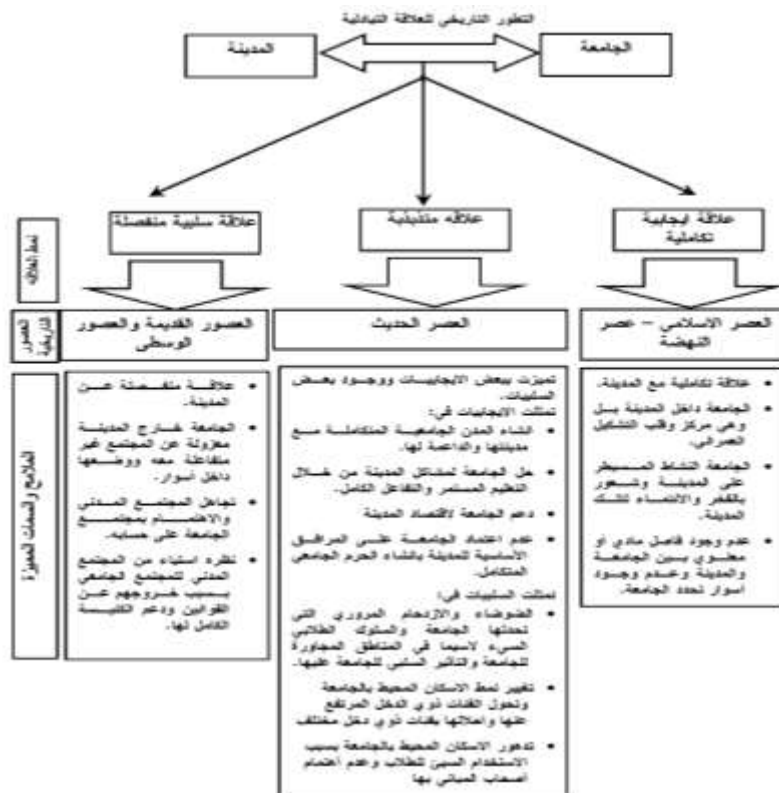 التطور التاريخي للعلاقة التبادلية
الجامعة
المدينة
علاقة ايجابية
تكاملية
علاقه متذبذبة
علاقة سلبية منفصلة
نمط العلاقه
العصر الاسلامي – عصر
النهضة
العصر الحديث
العصور القديمة والعصور
الوسطى
العصور
التاريخية
• علاقة تكاملية مع المدينة.
• الجامعة داخل المدينة بل
وهي مركز وقلب التشكيل
العمراني.
• الجامعة النشاط المسيطر
على المدينة وشعور
بالفخر والانتماء لتلك
المدينة.
• عدم وجود فاصل مادي أو
معنوي بين الجامعة
والمدينة وعدم وجود
أسوار تحدد الجامعة.
تميزت ببعض الايجابيات ووجود بعض
السلبيات.
تمثلت الايجابيات في:
• انشاء المدن الجامعية المتكاملة مع
مدينتها والداعمة لها.
• حل الجامعة لمشاكل المدينة من خلال
التعليم المستمر والتفاعل الكامل.
• دعم الجامعة لاقتصاد المدينة
• عدم اعتماد الجامعة على المرافق
الأساسية للمدينة بانشاء الحرم الجامعي
المتكامل.
تمثلت السلبيات في:
• الضوضاء والازدحام المروري التي
تحدثها الجامعة والسلوك الطلابي
السيء لاسيما في المناطق المجاورة
للجامعة والتأثير السلبي للجامعة عليها.
• تغيير نمط الاسكان المحيط بالجامعة
وتحول الفئات ذوي الدخل المرتفع
عنها واحلالها بفئات ذوي دخل مختلف
• تدهور الاسكان المحيط بالجامعة بسبب
الاستخدام السيئ للطلاب وعدم أهتمام
أصحاب المباني بها
• علاقة منفصلة عن
المدينة.
• الجامعة خارج المدينة
معزولة عن المجتمع غير
متفاعلة معه ووضعها
داخل أسوار.
• تجاهل المجتمع المدني
والاهتمام بمجتمع
الجامعة على حسابه.
• نظره استياء من المجتمع
المدني للمجتمع الجامعي
بسبب خروجهم عن
القوانين ودعم الكنيسة
الكامل لها.
الملامح والسمات المميزة